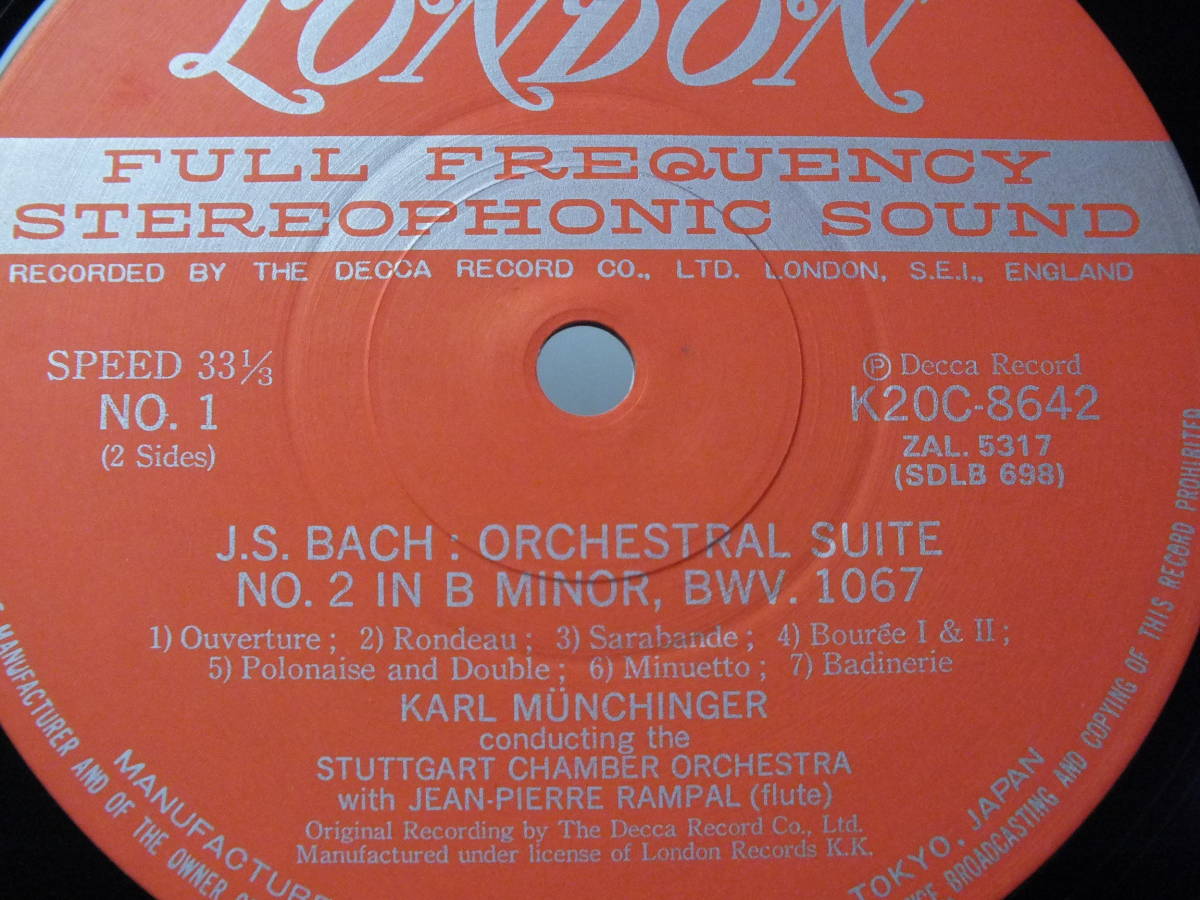 LONDON
FULL FREQUENCY
STEREOPHONIC SOUND
RECORDED BY THE DECCA RECORD CO., LTD. LONDON, S.E.I., ENGLAND
SPEED 33⅓
NO. 1
(2 Sides)
Ⓟ Decca Record
K20C-8642
ZAL. 5317
(SDLB 698)
J.S. BACH : ORCHESTRAL SUITE
NO. 2 IN B MINOR, BWV. 1067
1) Ouverture ; 2) Rondeau ; 3) Sarabande ; 4) Bourée I & II ;
5) Polonaise and Double ; 6) Minuetto ; 7) Badinerie
KARL MÜNCHINGER
conducting the
STUTTGART CHAMBER ORCHESTRA
with JEAN-PIERRE RAMPAL (flute)
Original Recording by The Decca Record Co., Ltd.
Manufactured under license of London Records K.K.
MANUFACTURER AND OF THE OWNER
MANUFACTURE
TOKYO, JAPAN
BROADCASTING AND COPYING OF THIS RECORD PROHIBITED